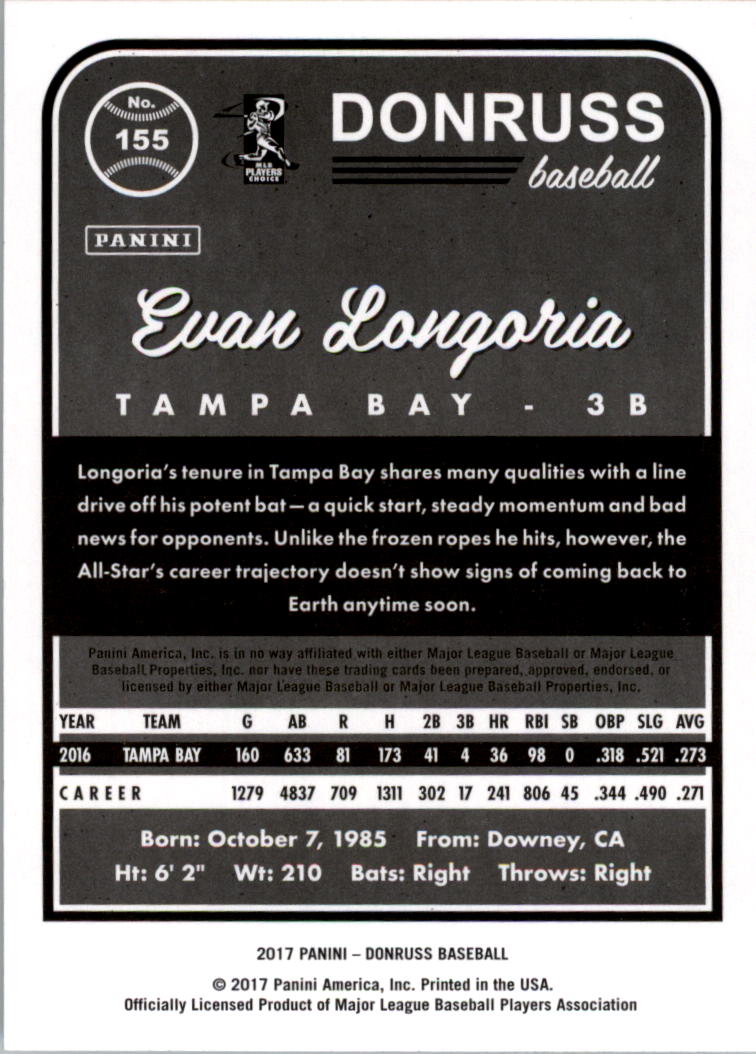 No.
155
MLB
PLAYERS
CHOICE
DONRUSS
baseball
PANINI
Evan Longoria
TAMPA BAY - 3B
Longoria's tenure in Tampa Bay shares many qualities with a line
drive off his potent bat—a quick start, steady momentum and bad
news for opponents. Unlike the frozen ropes he hits, however, the
All-Star's career trajectory doesn't show signs of coming back to
Earth anytime soon.
Panini America, Inc. is in no way affiliated with either Major League Baseball or Major League
Baseball Properties, Inc. nor have these trading cards been prepared, approved, endorsed, or
licensed by either Major League Baseball or Major League Baseball Properties, Inc.
YEAR TEAM G AB R H 2B 3B HR RBI SB OBP SLG AVG
2016 TAMPA BAY 160 633 81 173 41 4 36 98 0 .318 .521 .273
CAREER 1279 4837 709 1311 302 17 241 806 45 .344 .490 .271
Born: October 7, 1985 From: Downey, CA
Ht: 6' 2" Wt: 210 Bats: Right Throws: Right
2017 PANINI – DONRUSS BASEBALL
© 2017 Panini America, Inc. Printed in the USA.
Officially Licensed Product of Major League Baseball Players Association